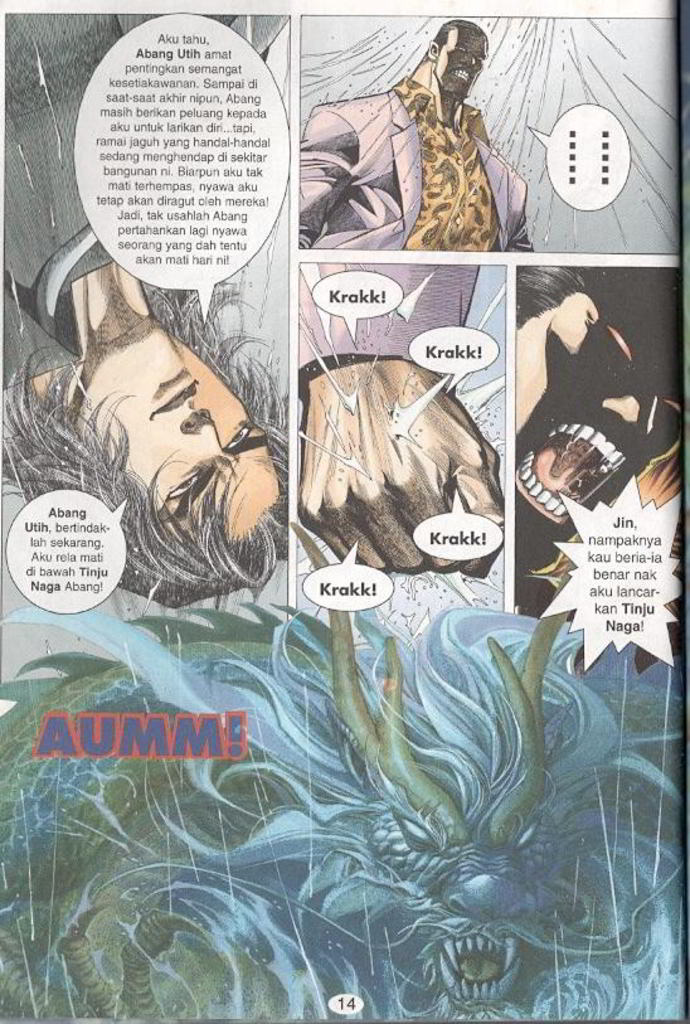 Aku tahu,
Abang Utih amat
pentingkan semangat
kesetiakawanan. Sampai di
saat-saat akhir nipun, Abang
masih berikan peluang kepada
aku untuk larikan diri...tapi,
ramai jaguh yang handal-handal
sedang menghendap di sekitar
bangunan ni. Biarpun aku tak
mati terhempas, nyawa aku
tetap akan diragut oleh mereka!
Jadi, tak usahlah Abang
pertahankan lagi nyawa
seorang yang dah tentu
akan mati hari ni!
Abang
Utih, bertindak-
lah sekarang.
Aku rela mati
di bawah Tinju
Naga Abang!
Krakk!
Krakk!
Krakk!
Krakk!
Jin,
nampaknya
kau beria-ia
benar nak
aku lancar-
kan Tinju
Naga!
AUMM!
14